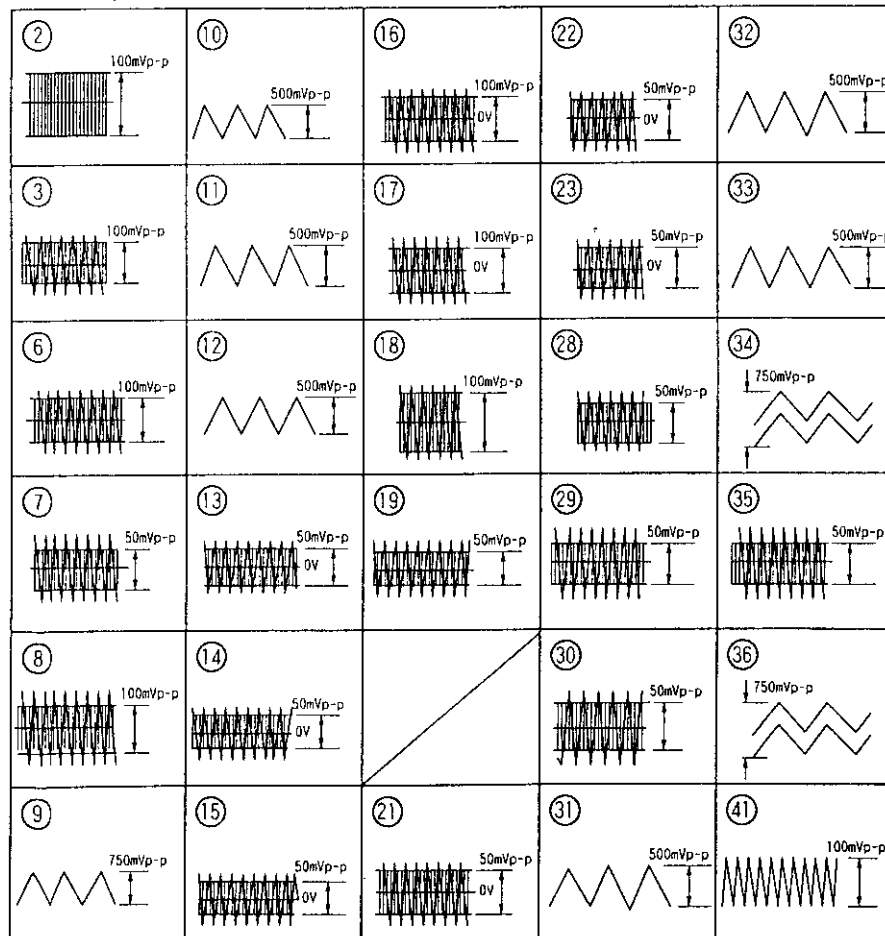 ② ⑩ ⑯ ㉒ ㉜
100mVp-p 500mVp-p 100mVp-p 50mVp-p 500mVp-p
0V 0V
③ ⑪ ⑰ ㉓ ㉝
100mVp-p 500mVp-p 100mVp-p 50mVp-p 500mVp-p
0V 0V
⑥ ⑫ ⑱ ㉘ ㉞
100mVp-p 500mVp-p 100mVp-p 50mVp-p 750mVp-p
⑦ ⑬ ⑲ ㉙ ㉟
50mVp-p 50mVp-p 50mVp-p 50mVp-p 50mVp-p
0V
⑧ ⑭ ㉚ ㊱
100mVp-p 50mVp-p 50mVp-p 750mVp-p
0V
⑨ ⑮ ㉑ ㉛ ㊶
750mVp-p 50mVp-p 50mVp-p 500mVp-p 100mVp-p
0V 0V